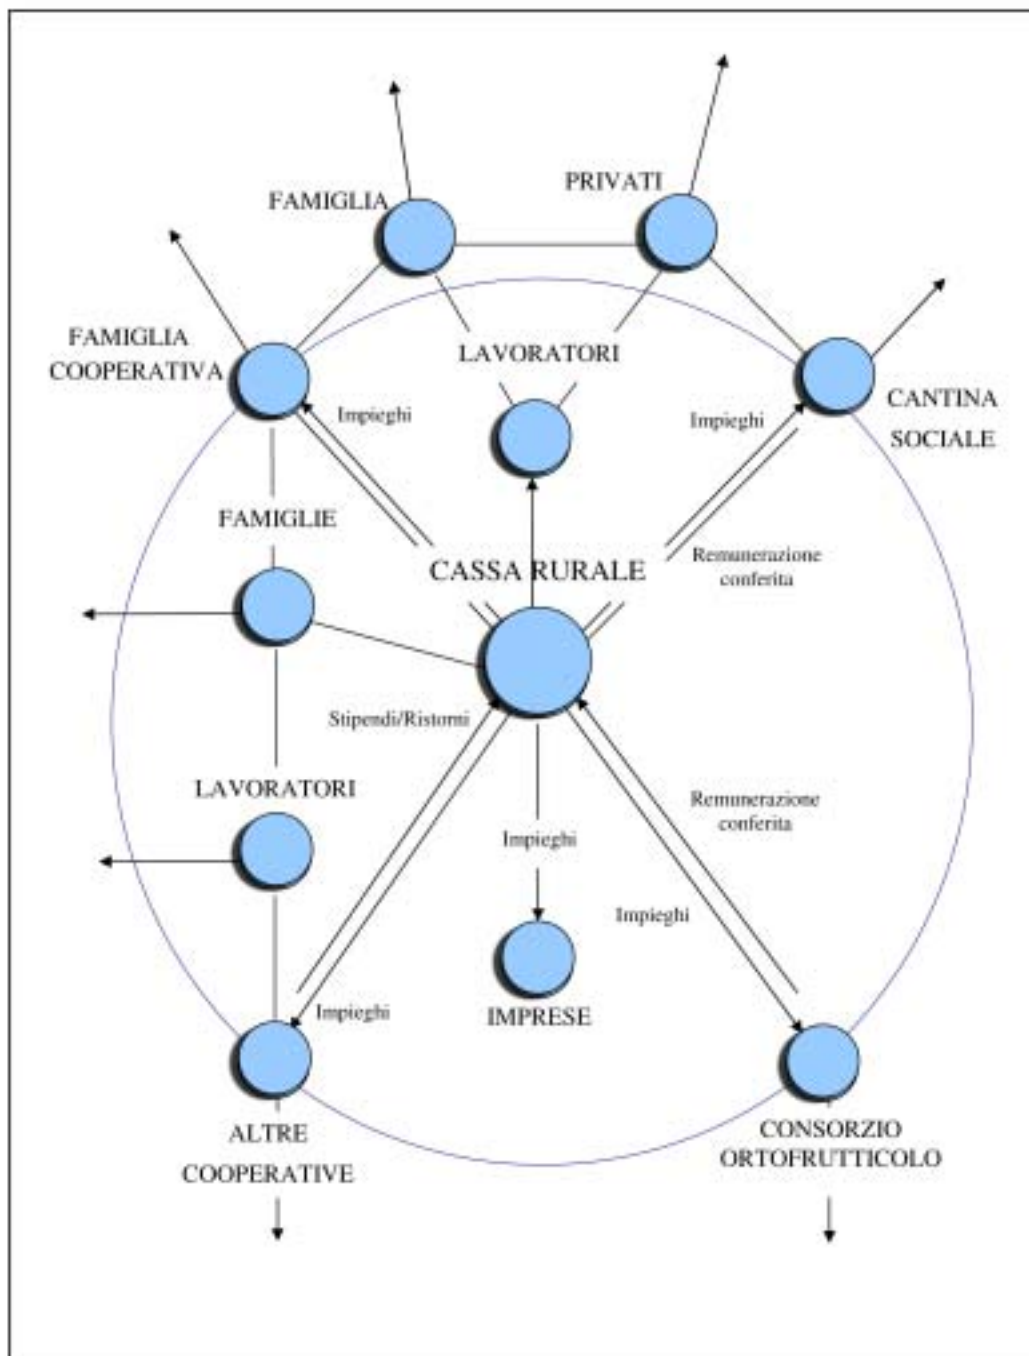 PRIVATI
FAMIGLIA
FAMIGLIA
COOPERATIVA
LAVORATORI
CANTINA
SOCIALE
Impieghi
Impieghi
FAMIGLIE
CASSA RURALE
Remunerazione
conferita
Stipendi/Ristorni
LAVORATORI
Remunerazione
conferita
Impieghi
Impieghi
Impieghi
IMPRESE
ALTRE
COOPERATIVE
CONSORZIO
ORTOFRUTTICOLO